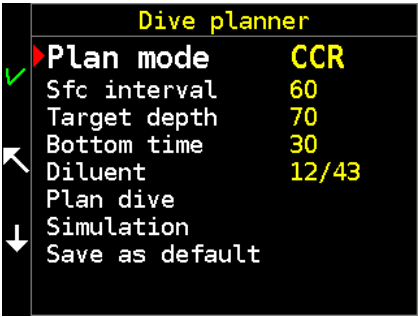 Dive planner
Plan mode CCR
Sfc interval 60
Target depth 70
Bottom time 30
Diluent 12/43
Plan dive
Simulation
Save as default